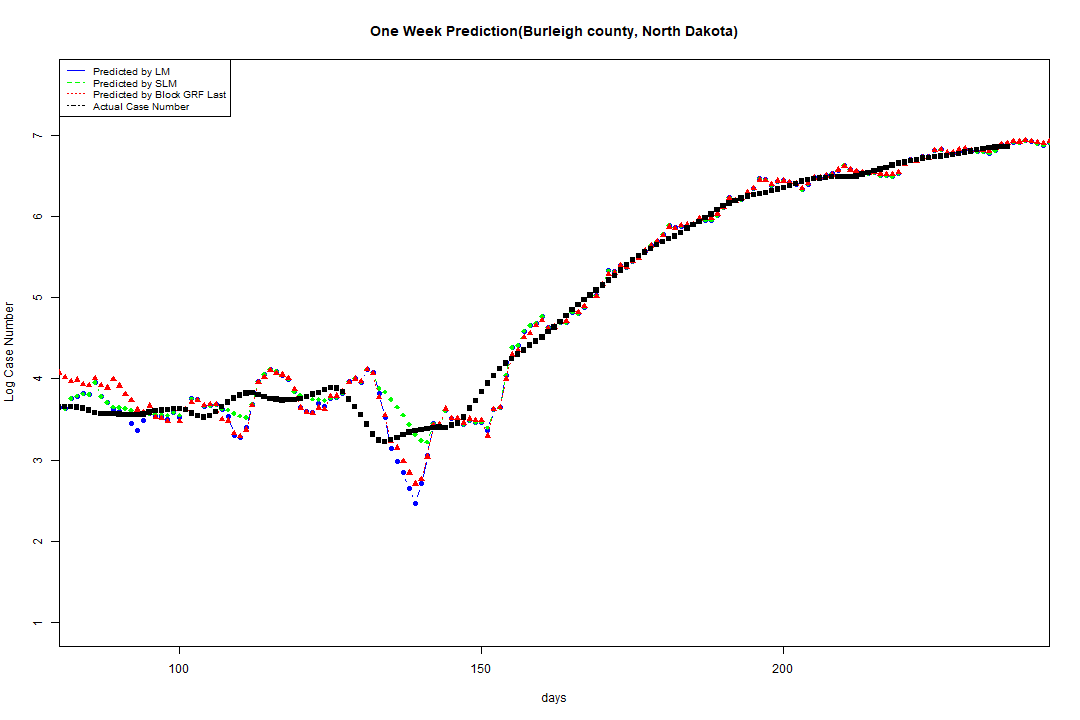 One Week Prediction(Burleigh county, North Dakota)
Predicted by LM
Predicted by SLM
Predicted by Block GRF Last
Actual Case Number
7
6
5
4
3
2
1
Log Case Number
100 150 200
days